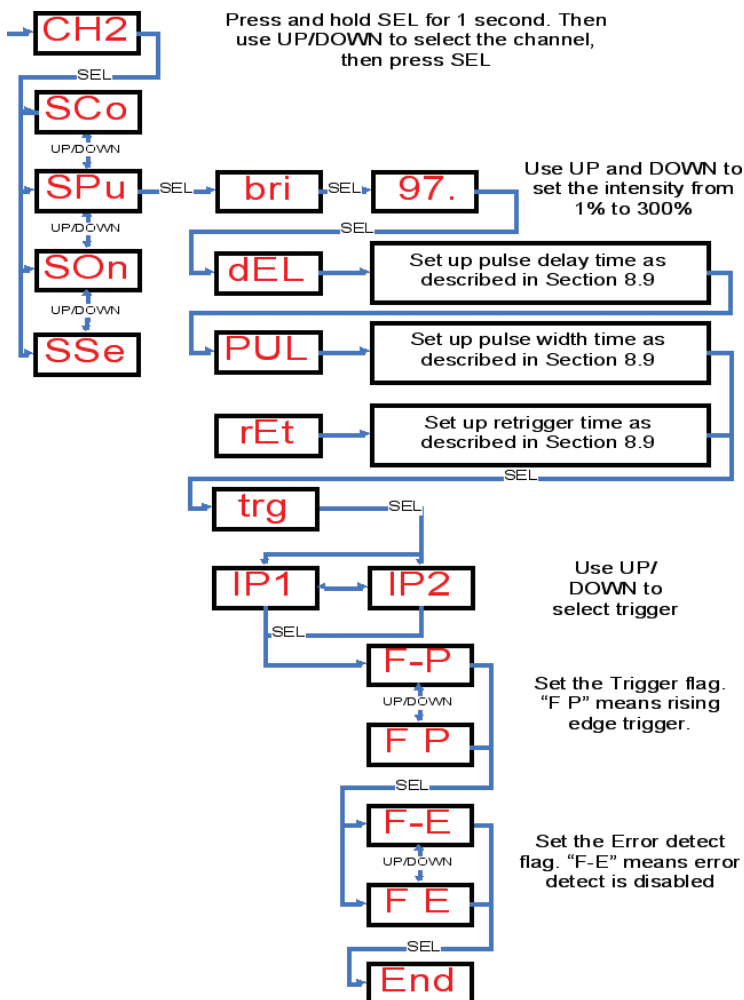 CH2
Press and hold SEL for 1 second. Then
use UP/DOWN to select the channel,
then press SEL
SEL
SCo
UP/DOWN
SPu
SEL
bri
SEL
97.
Use UP and DOWN to
set the intensity from
1% to 300%
UP/DOWN
SEL
SOn
dEL
Set up pulse delay time as
described in Section 8.9
UP/DOWN
SSe
PUL
Set up pulse width time as
described in Section 8.9
rEt
Set up retrigger time as
described in Section 8.9
SEL
trg
SEL
IP1
IP2
Use UP/
DOWN to
select trigger
SEL
F-P
UP/DOWN
F P
Set the Trigger flag.
“F P” means rising
edge trigger.
SEL
F-E
UP/DOWN
F E
Set the Error detect
flag. “F-E” means error
detect is disabled
SEL
End